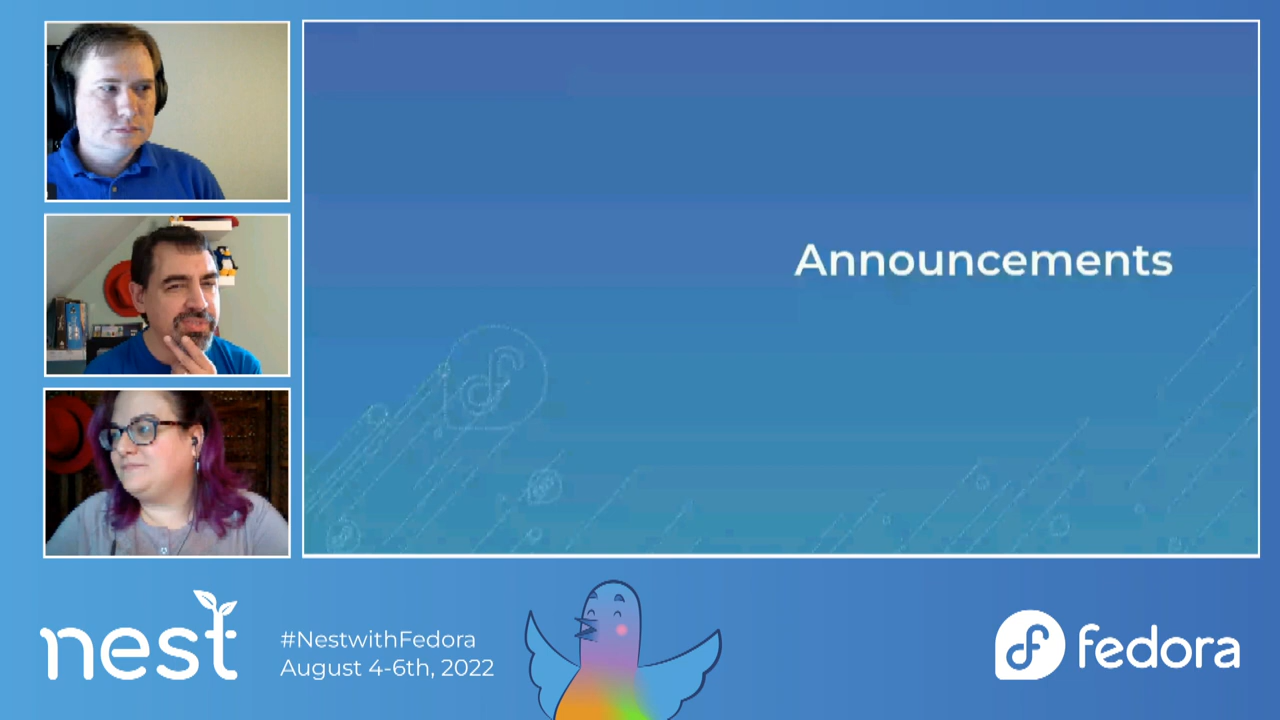 Announcements
nest
#NestwithFedora
August 4-6th, 2022
fedora